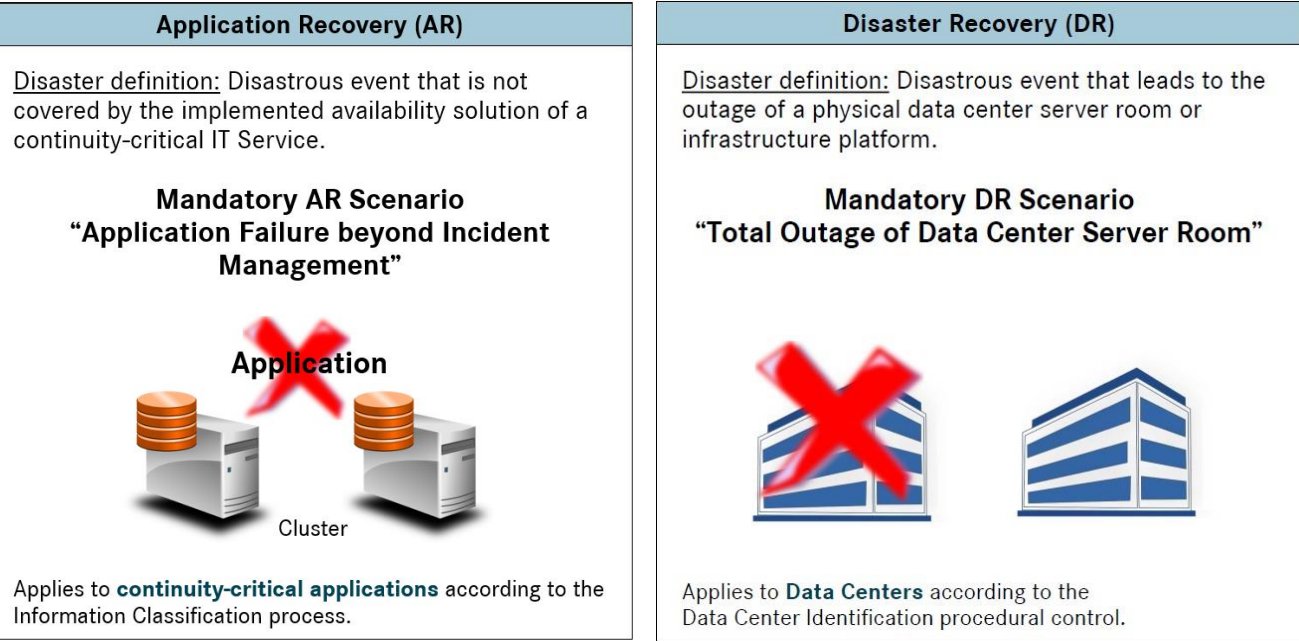 Application Recovery (AR)
Disaster definition: Disastrous event that is not
covered by the implemented availability solution of a
continuity-critical IT Service.
Mandatory AR Scenario
“Application Failure beyond Incident
Management”
Application
Cluster
Applies to continuity-critical applications according to the
Information Classification process.
Disaster Recovery (DR)
Disaster definition: Disastrous event that leads to the
outage of a physical data center server room or
infrastructure platform.
Mandatory DR Scenario
“Total Outage of Data Center Server Room”
Applies to Data Centers according to the
Data Center Identification procedural control.